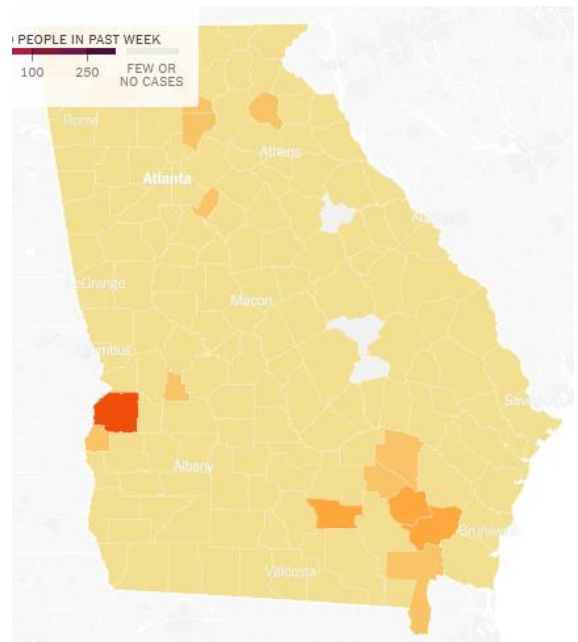 PEOPLE IN PAST WEEK
100
250
FEW OR
NO CASES
Rome
Athens
Atlanta
LaGrange
Macon
Columbus
Albany
Brunswick
Valdosta